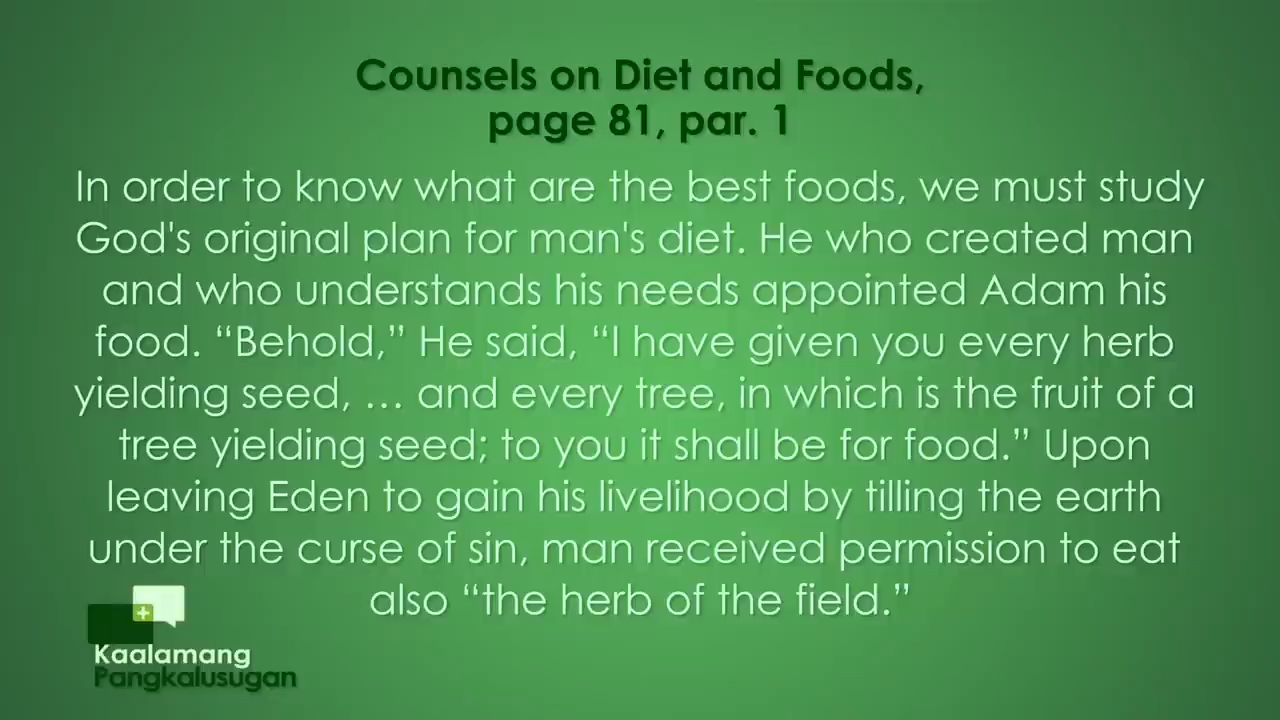 Counsels on Diet and Foods,
page 81, par. 1
In order to know what are the best foods, we must study
God's original plan for man's diet. He who created man
and who understands his needs appointed Adam his
food. “Behold,” He said, “I have given you every herb
yielding seed, … and every tree, in which is the fruit of a
tree yielding seed; to you it shall be for food.” Upon
leaving Eden to gain his livelihood by tilling the earth
under the curse of sin, man received permission to eat
also “the herb of the field.”
Kaalamang
Pangkalusugan